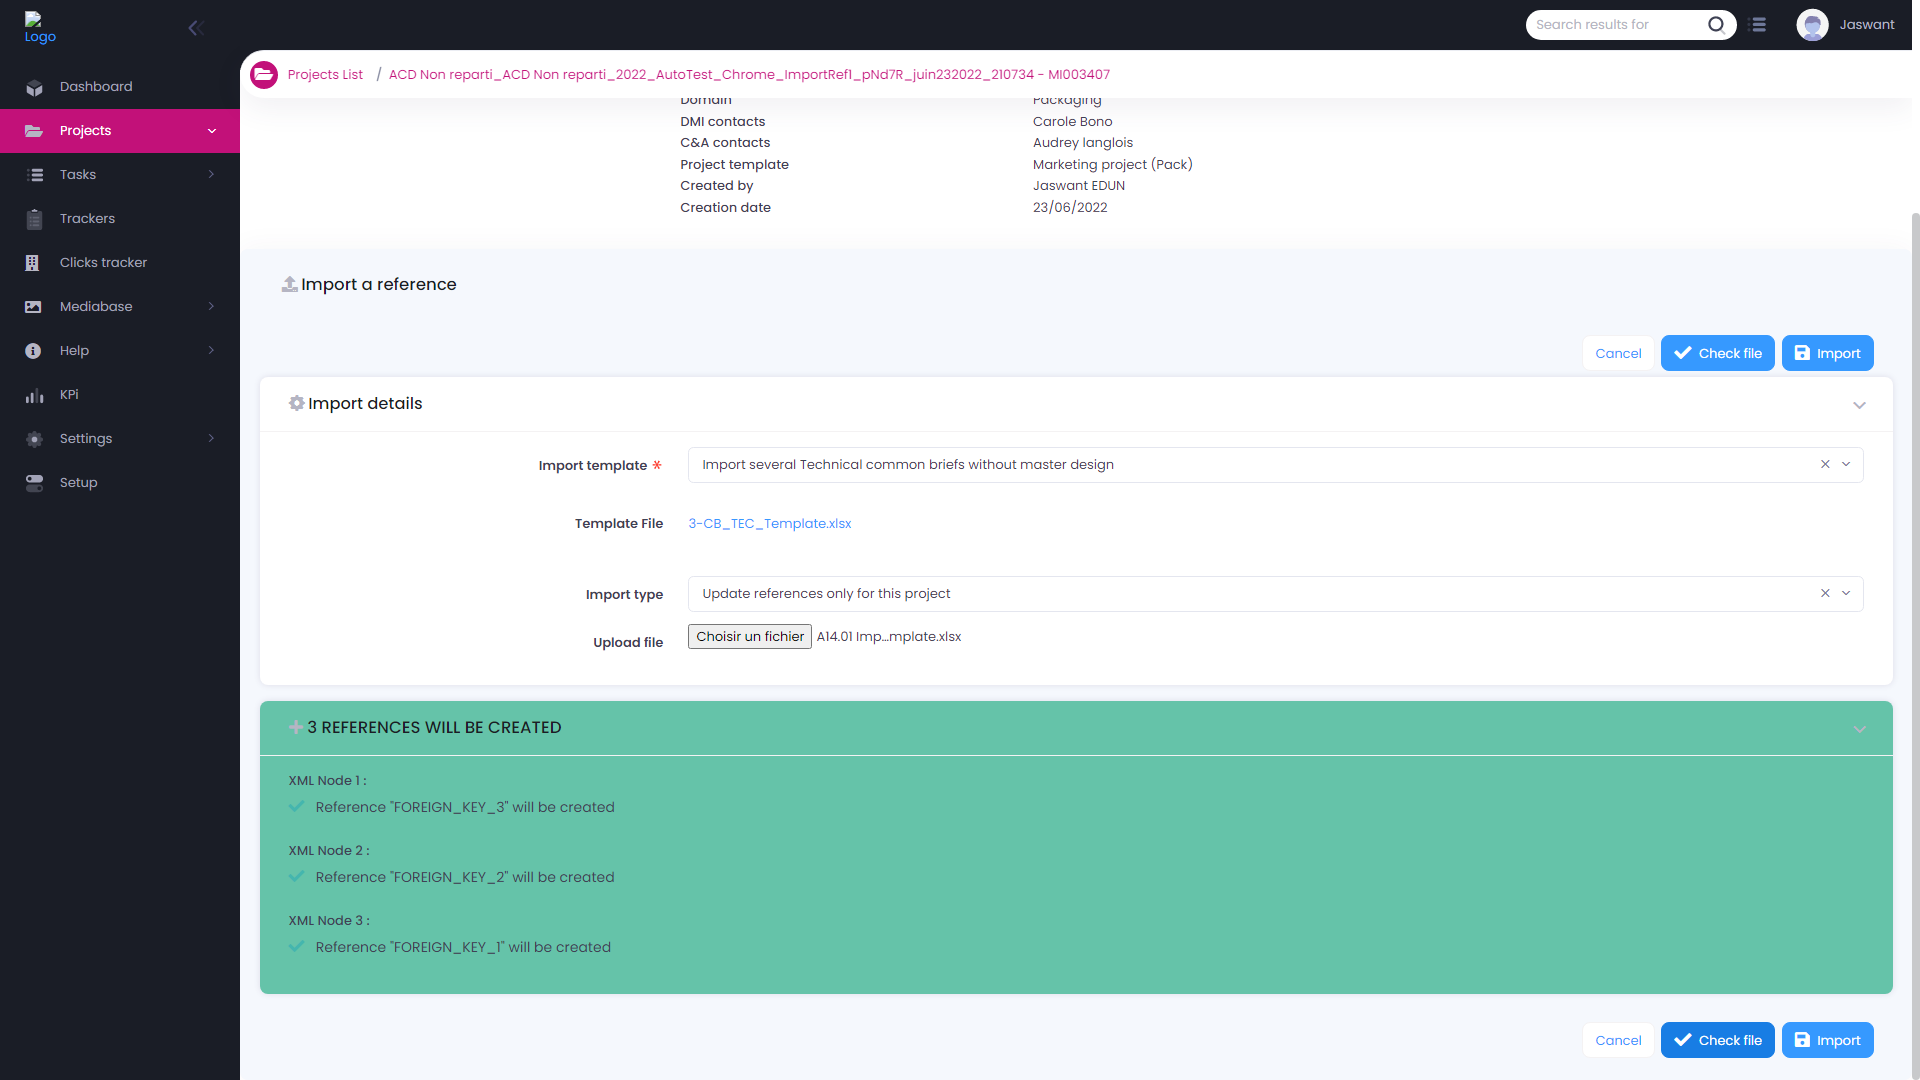 Logo
Search results for
Jaswant
Dashboard
Projects
Tasks
Trackers
Clicks tracker
Mediabase
Help
KPi
Settings
Setup
Projects List / ACD Non reparti_ACD Non reparti_2022_AutoTest_Chrome_ImportRef1_pNd7R_juin232022_210734 - MI003407
Domain Packaging
DMI contacts Carole Bono
C&A contacts Audrey langlois
Project template Marketing project (Pack)
Created by Jaswant EDUN
Creation date 23/06/2022
Import a reference
Cancel Check file Import
Import details
Import template * Import several Technical common briefs without master design
Template File 3-CB_TEC_Template.xlsx
Import type Update references only for this project
Upload file Choisir un fichier A14.01 Imp...mplate.xlsx
3 REFERENCES WILL BE CREATED
XML Node 1 :
Reference "FOREIGN_KEY_3" will be created
XML Node 2 :
Reference "FOREIGN_KEY_2" will be created
XML Node 3 :
Reference "FOREIGN_KEY_1" will be created
Cancel Check file Import